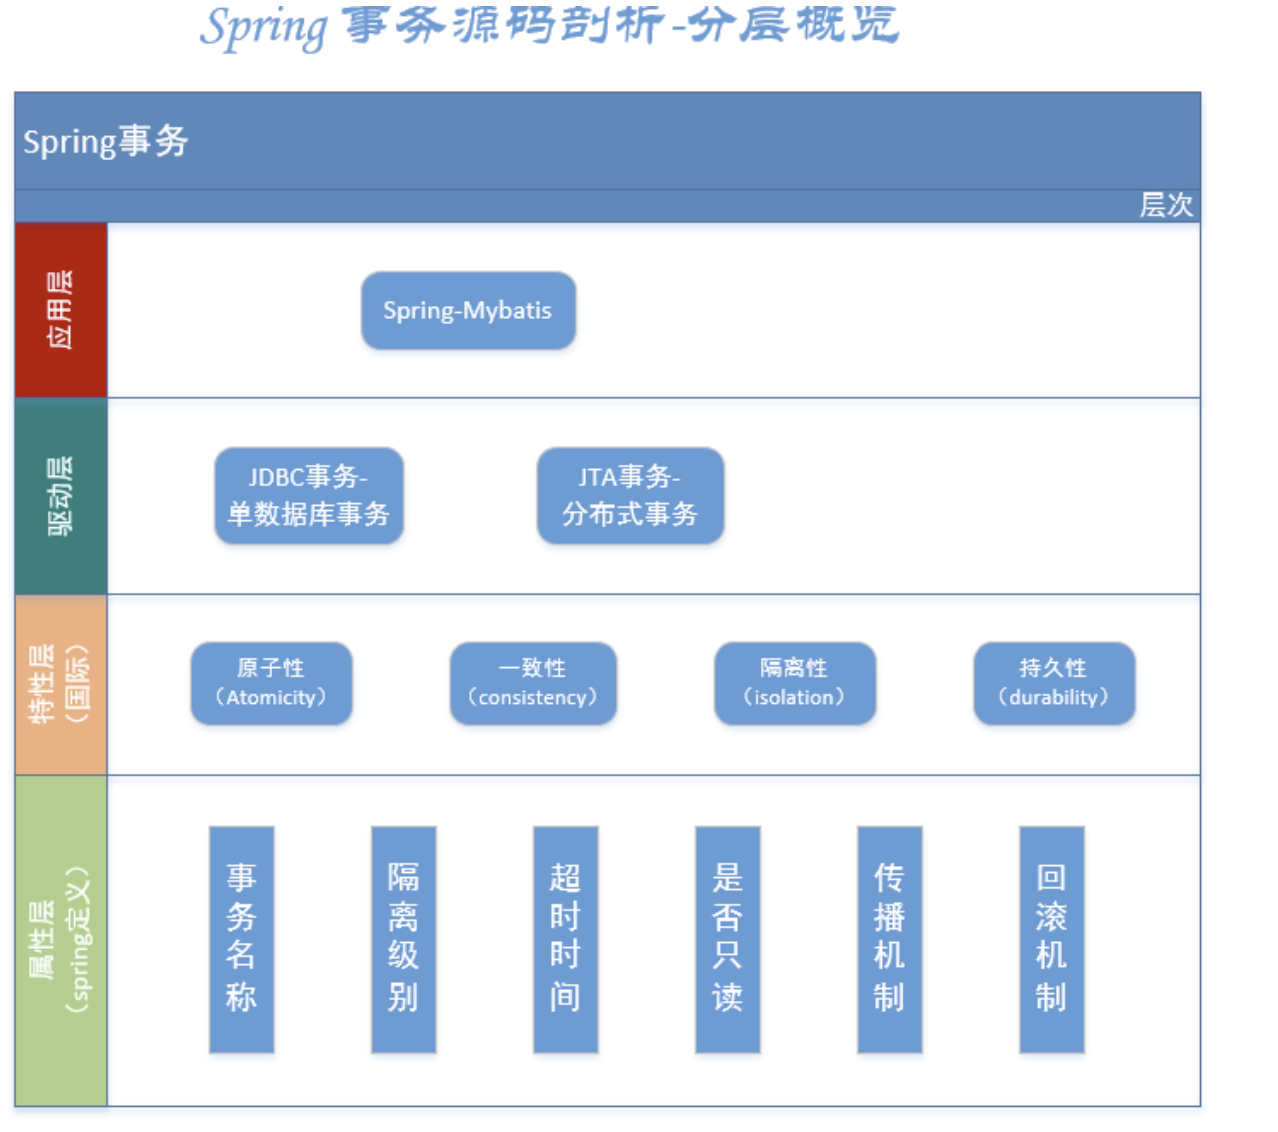 Spring 事务源码剖析-分层概览
Spring事务
层次
应用层
Spring-Mybatis
驱动层
JDBC事务-
单数据库事务
JTA事务-
分布式事务
特性层
（国际）
原子性
（Atomicity）
一致性
（consistency）
隔离性
（isolation）
持久性
（durability）
属性层
（spring定义）
事务名称
隔离级别
超时时间
是否只读
传播机制
回滚机制